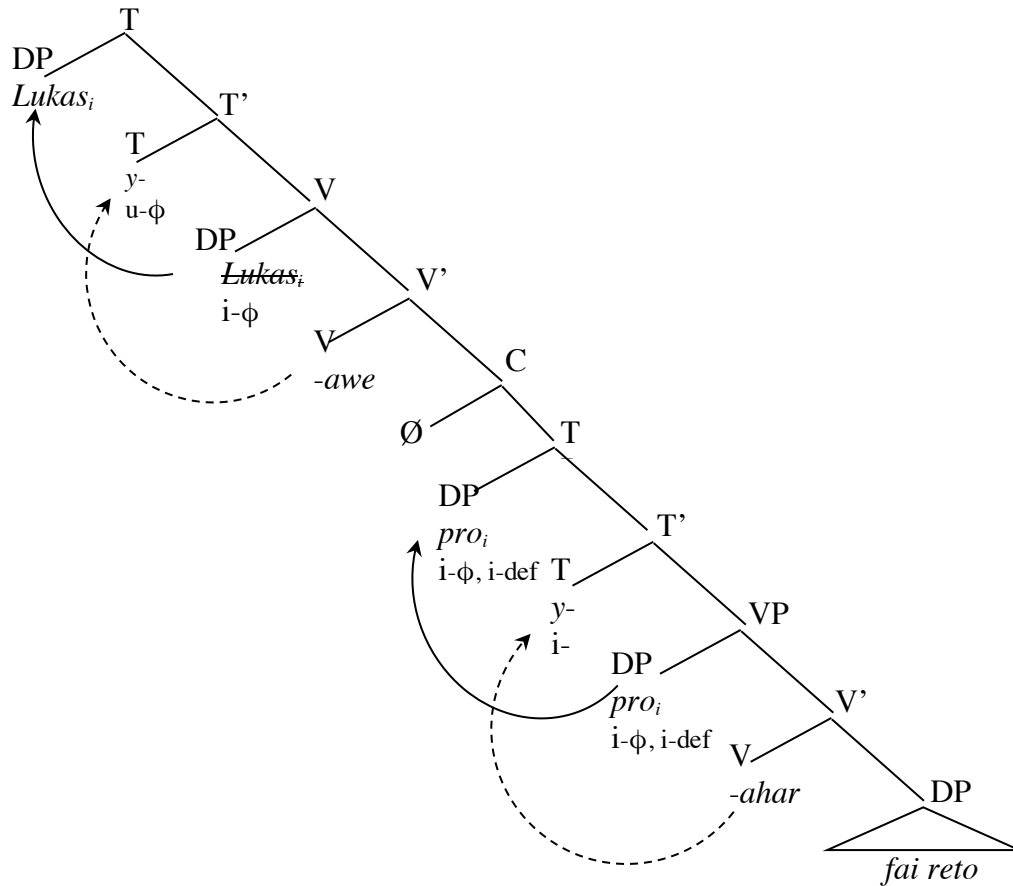 T
DP
Lukasᵢ
T’
T
y-
u-ϕ
V
DP
Lukasᵢ
i-ϕ
V’
V
-awe
C
Ø
T
DP
proᵢ
i-ϕ, i-def
T’
T
y-
i-
VP
DP
proᵢ
i-ϕ, i-def
V’
V
-ahar
DP
fai reto